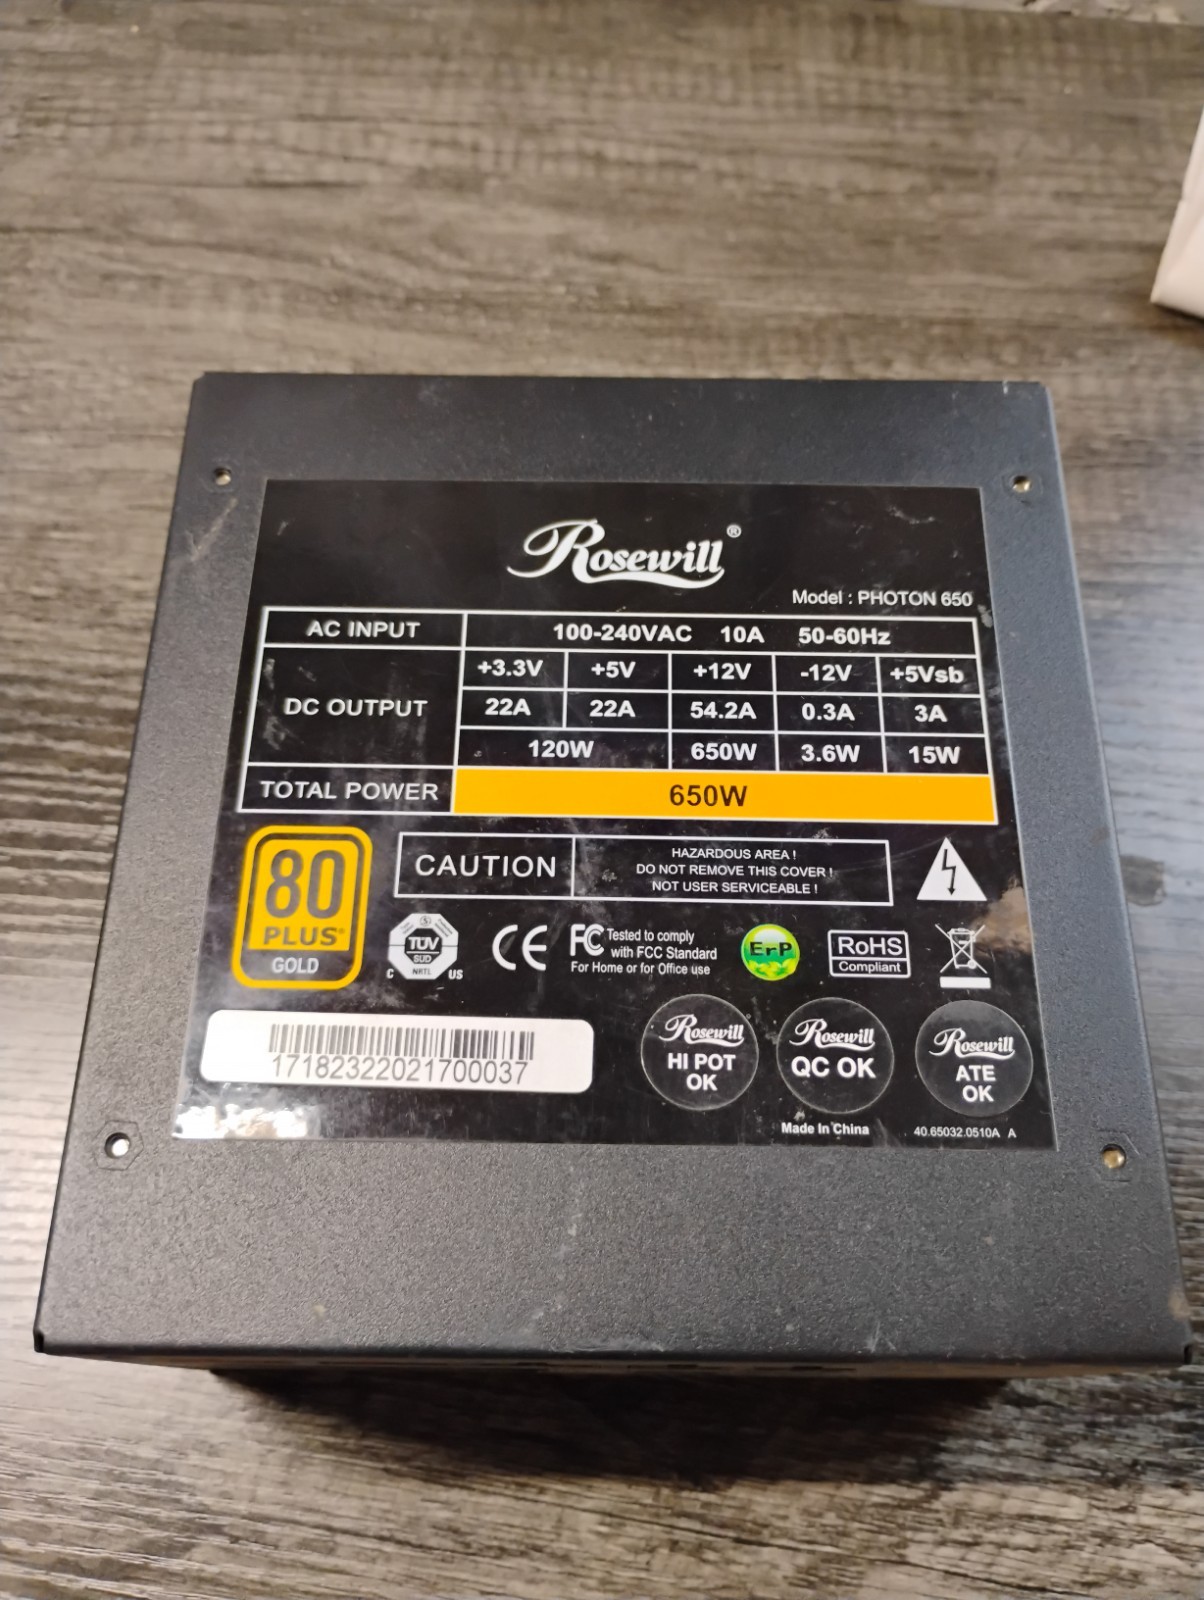 Rosewill®
Model : PHOTON 650
AC INPUT 100-240VAC 10A 50-60Hz
DC OUTPUT
+3.3V +5V +12V -12V +5Vsb
22A 22A 54.2A 0.3A 3A
120W 650W 3.6W 15W
TOTAL POWER 650W
80
PLUS®
GOLD
CAUTION
HAZARDOUS AREA !
DO NOT REMOVE THIS COVER !
NOT USER SERVICEABLE !
TUV
SUD
NRTL
C US
CE
FC Tested to comply
with FCC Standard
For Home or for Office use
ErP
RoHS
Compliant
17182322021700037
Rosewill
HI POT
OK
Rosewill
QC OK
Rosewill
ATE
OK
Made In China
40.65032.0510A A